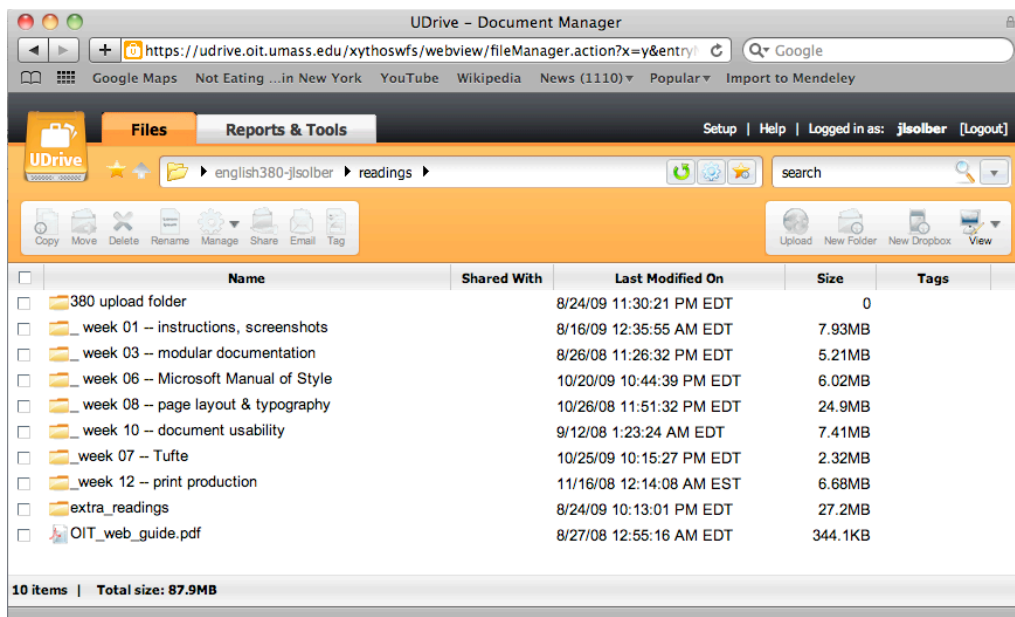 UDrive – Document Manager
https://udrive.oit.umass.edu/xythoswfs/webview/fileManager.action?x=y&entry Google
Google Maps Not Eating ...in New York YouTube Wikipedia News (1110) Popular Import to Mendeley
Files Reports & Tools Setup | Help | Logged in as: jlsolber [Logout]
UDrive
english380-jlsolber readings search
Copy Move Delete Rename Manage Share Email Tag Upload New Folder New Dropbox View
Name Shared With Last Modified On Size Tags
380 upload folder 8/24/09 11:30:21 PM EDT 0
_ week 01 -- instructions, screenshots 8/16/09 12:35:55 AM EDT 7.93MB
_ week 03 -- modular documentation 8/26/08 11:26:32 PM EDT 5.21MB
_ week 06 -- Microsoft Manual of Style 10/20/09 10:44:39 PM EDT 6.02MB
_ week 08 -- page layout & typography 10/26/08 11:51:32 PM EDT 24.9MB
_ week 10 -- document usability 9/12/08 1:23:24 AM EDT 7.41MB
_week 07 -- Tufte 10/25/09 10:15:27 PM EDT 2.32MB
_week 12 -- print production 11/16/08 12:14:08 AM EST 6.68MB
extra_readings 8/24/09 10:13:01 PM EDT 27.2MB
OIT_web_guide.pdf 8/27/08 12:55:16 AM EDT 344.1KB
10 items | Total size: 87.9MB